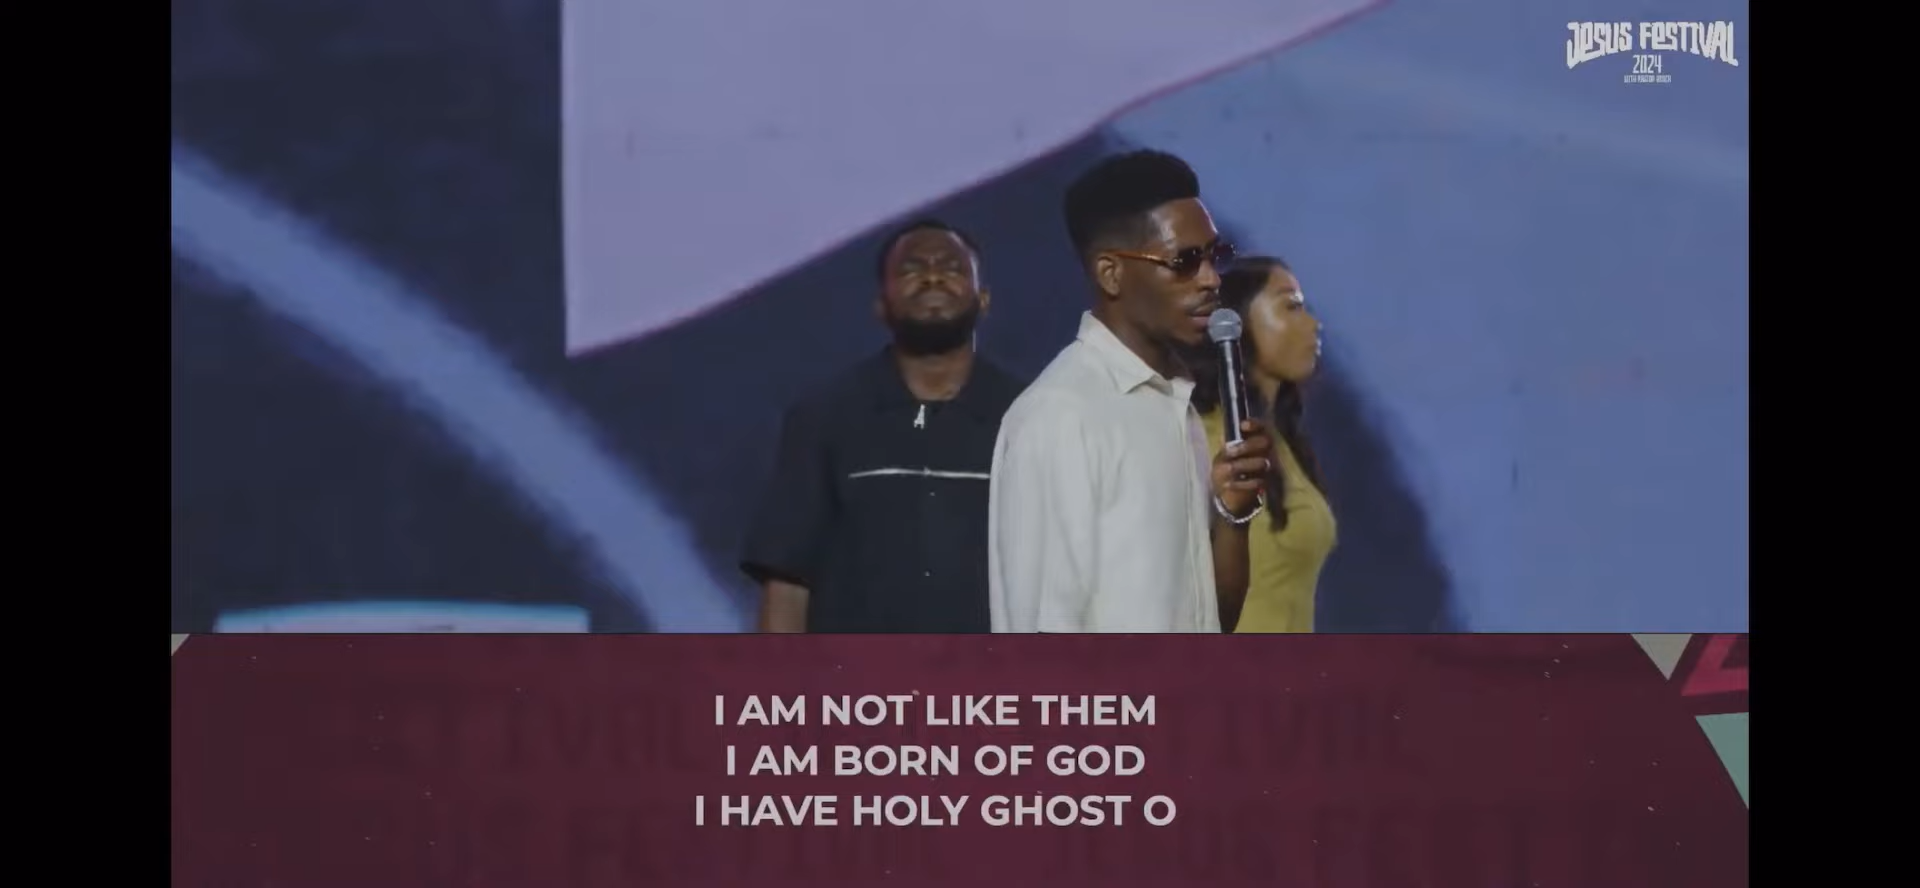 JESUS FESTIVAL
2024
I AM NOT LIKE THEM
I AM BORN OF GOD
I HAVE HOLY GHOST O